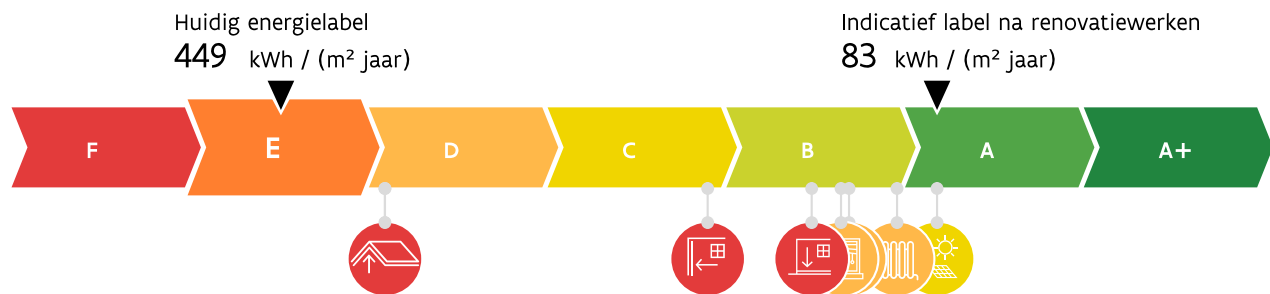 Huidig energielabel
449 kWh / (m² jaar)
Indicatief label na renovatiewerken
83 kWh / (m² jaar)
F E D C B A A+